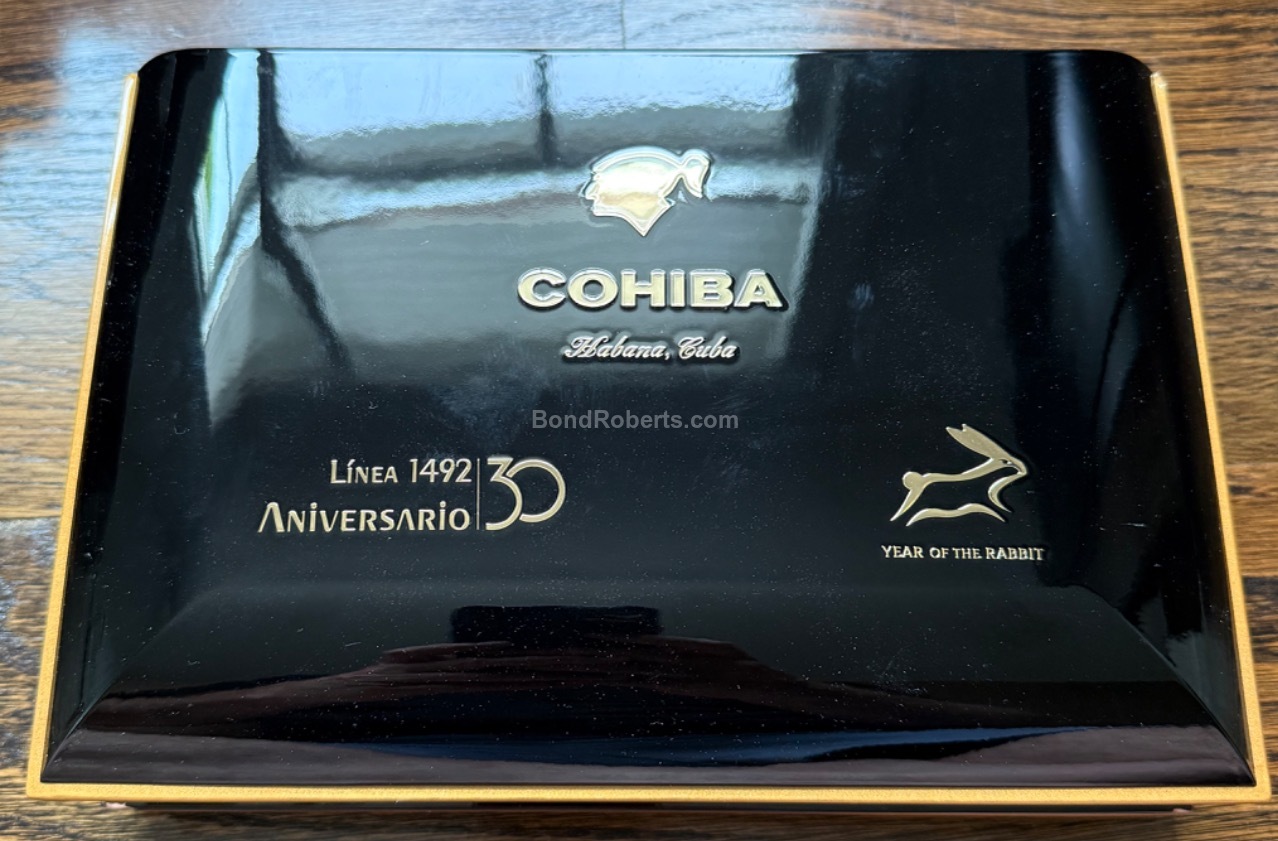 COHIBA
Habana, Cuba
BondRoberts.com
LÍNEA 1492
ANIVERSARIO
30
YEAR OF THE RABBIT